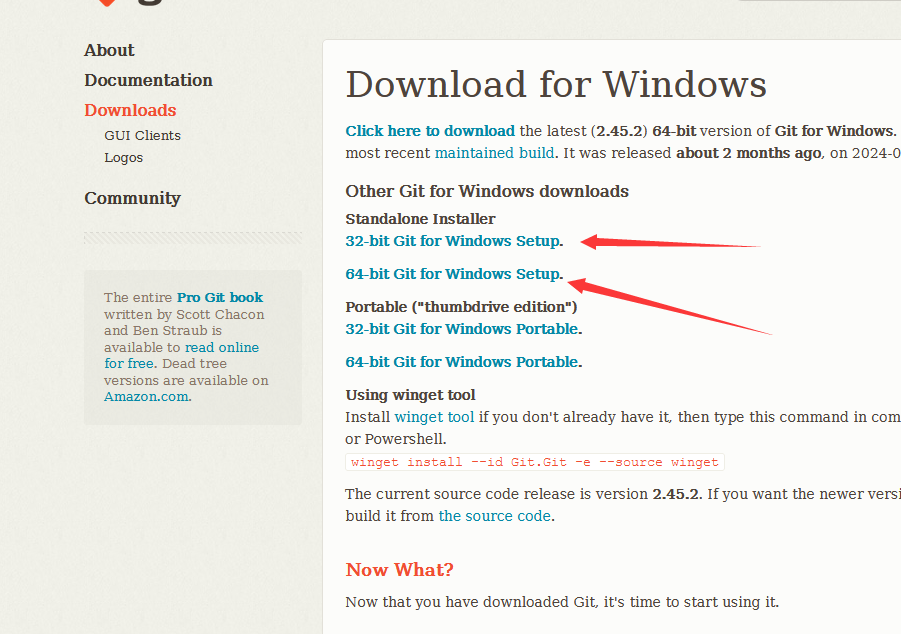 About
Documentation
Downloads
GUI Clients
Logos
Community
The entire Pro Git book
written by Scott Chacon
and Ben Straub is
available to read online
for free. Dead tree
versions are available on
Amazon.com.
Download for Windows
Click here to download the latest (2.45.2) 64-bit version of Git for Windows.
most recent maintained build. It was released about 2 months ago, on 2024-0
Other Git for Windows downloads
Standalone Installer
32-bit Git for Windows Setup.
64-bit Git for Windows Setup.
Portable ("thumbdrive edition")
32-bit Git for Windows Portable.
64-bit Git for Windows Portable.
Using winget tool
Install winget tool if you don't already have it, then type this command in com
or Powershell.
winget install --id Git.Git -e --source winget
The current source code release is version 2.45.2. If you want the newer versi
build it from the source code.
Now What?
Now that you have downloaded Git, it's time to start using it.